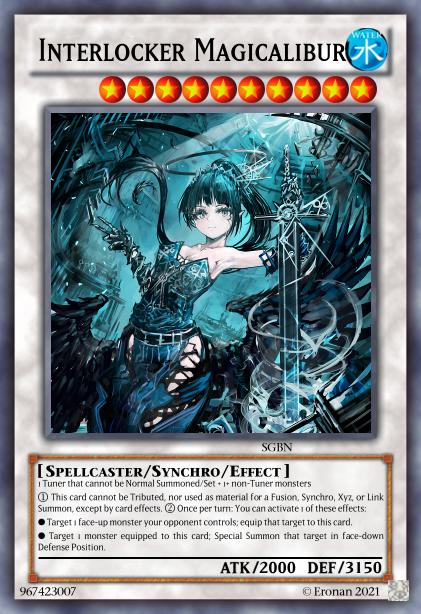 INTERLOCKER MAGICALIBUR
WATER
水
SGBN
[ SPELLCASTER/SYNCHRO/EFFECT ]
1 Tuner that cannot be Normal Summoned/Set + 1+ non-Tuner monsters
① This card cannot be Tributed, nor used as material for a Fusion, Synchro, Xyz, or Link
Summon, except by card effects. ② Once per turn: You can activate 1 of these effects:
● Target 1 face-up monster your opponent controls; equip that target to this card.
● Target 1 monster equipped to this card; Special Summon that target in face-down
Defense Position.
ATK/2000 DEF/3150
967423007
© Eronan 2021